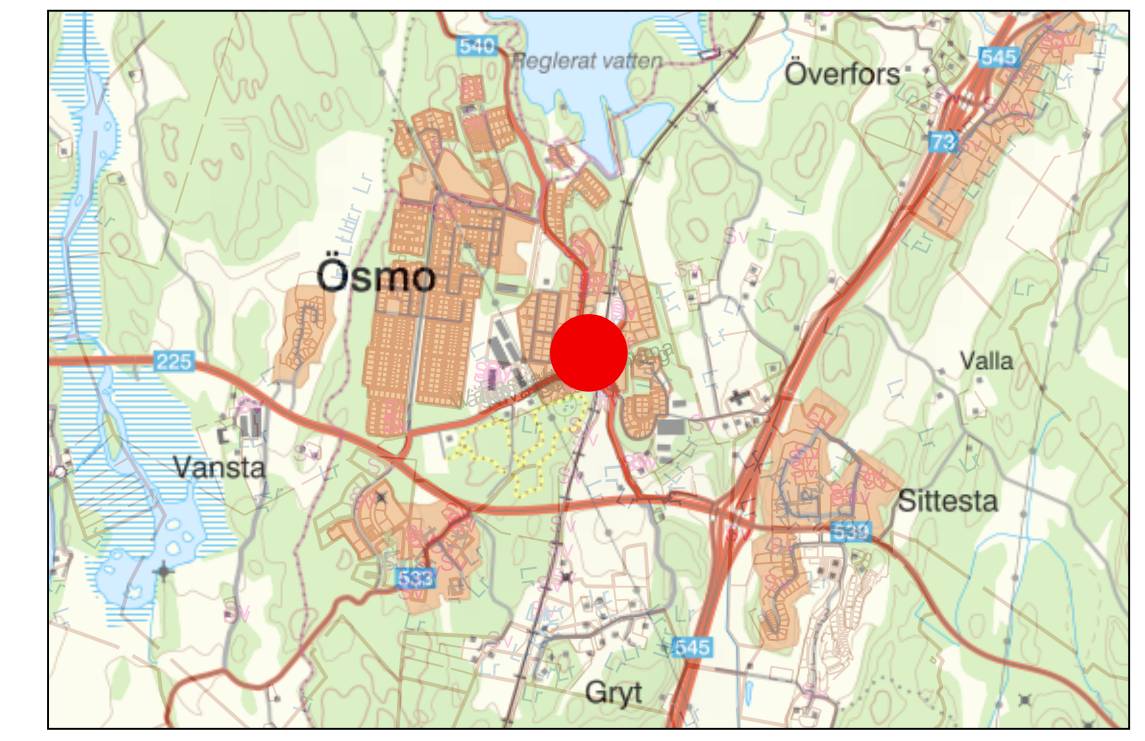 540
Reglerat vatten
Överfors
545
73
Ösmo
225
Valla
Vansta
Sittesta
539
533
545
Gryt